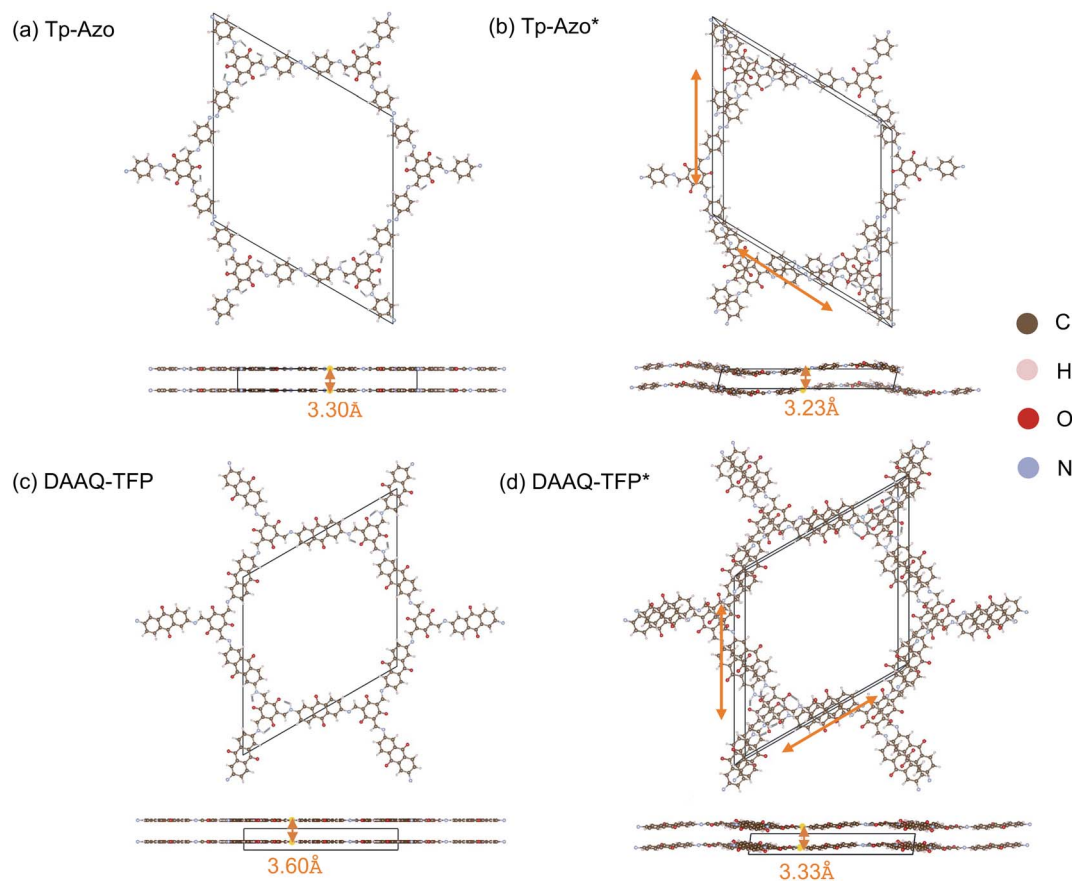 (a) Tp-Azo
(b) Tp-Azo*
3.30Å
3.23Å
C
H
O
N
(c) DAAQ-TFP
(d) DAAQ-TFP*
3.60Å
3.33Å